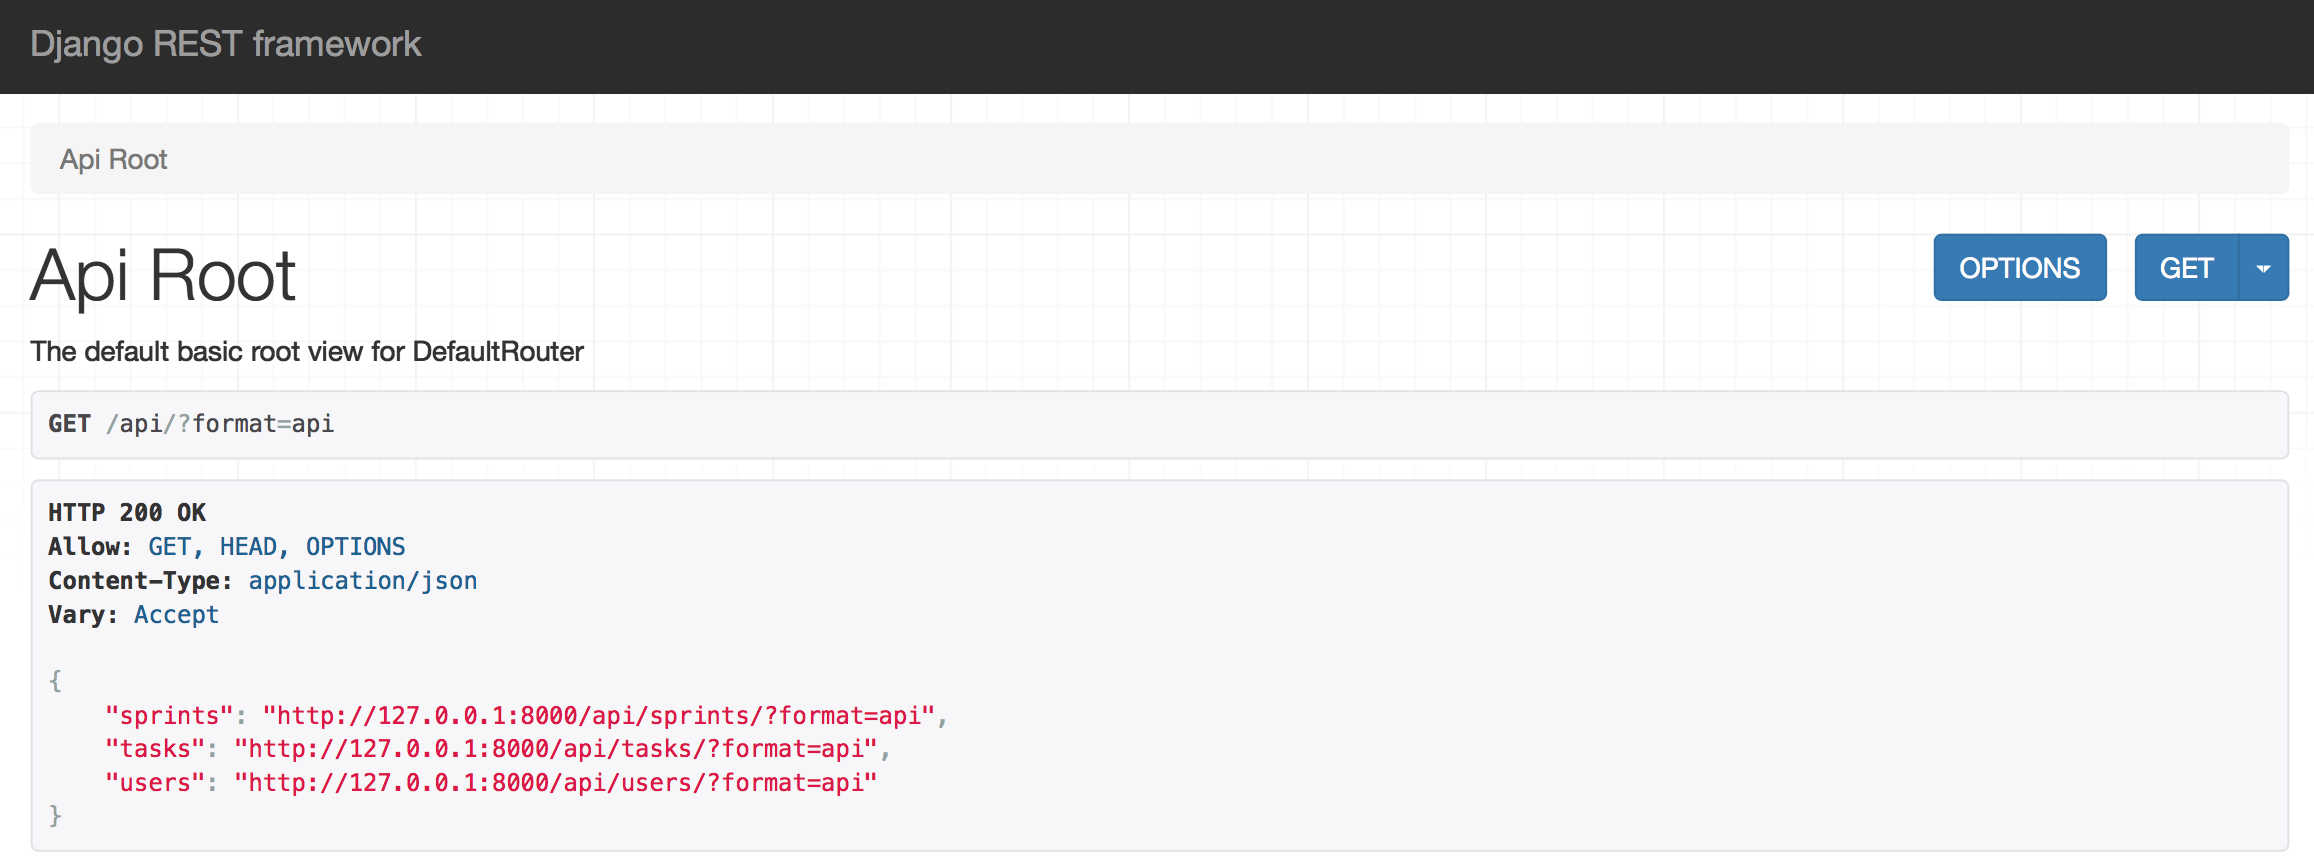 Django REST framework
Api Root
Api Root
OPTIONS
GET
The default basic root view for DefaultRouter
GET /api/?format=api
HTTP 200 OK
Allow: GET, HEAD, OPTIONS
Content-Type: application/json
Vary: Accept
{
    "sprints": "http://127.0.0.1:8000/api/sprints/?format=api",
    "tasks": "http://127.0.0.1:8000/api/tasks/?format=api",
    "users": "http://127.0.0.1:8000/api/users/?format=api"
}